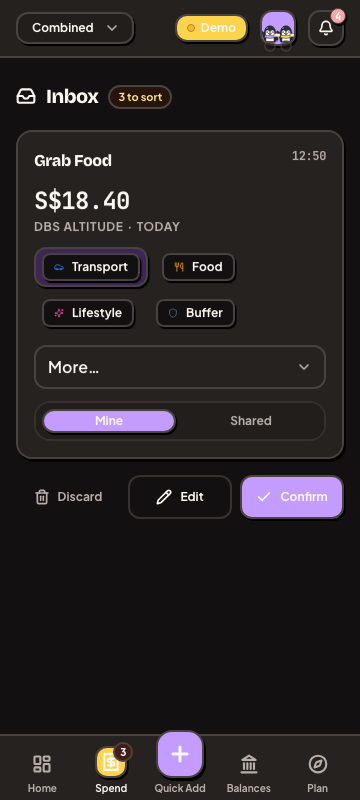 Combined
Demo
4
Inbox
3 to sort
Grab Food
12:50
S$18.40
DBS ALTITUDE · TODAY
Transport
Food
Lifestyle
Buffer
More...
Mine
Shared
Discard
Edit
Confirm
3
Home
Spend
Quick Add
Balances
Plan